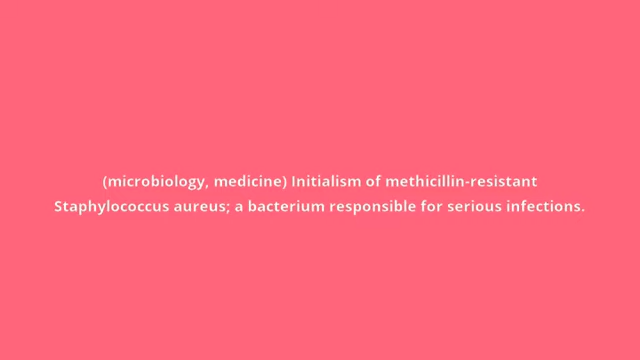 (microbiology, medicine) Initialism of methicillin-resistant
Staphylococcus aureus; a bacterium responsible for serious infections.